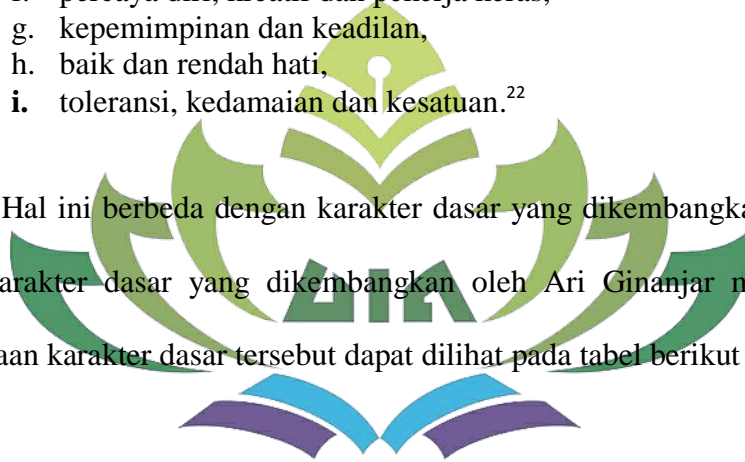 g. kepemimpinan dan keadilan,
h. baik dan rendah hati,
i. toleransi, kedamaian dan kesatuan.22
Hal ini berbeda dengan karakter dasar yang dikembangka
arakter dasar yang dikembangkan oleh Ari Ginanjar m
aan karakter dasar tersebut dapat dilihat pada tabel berikut